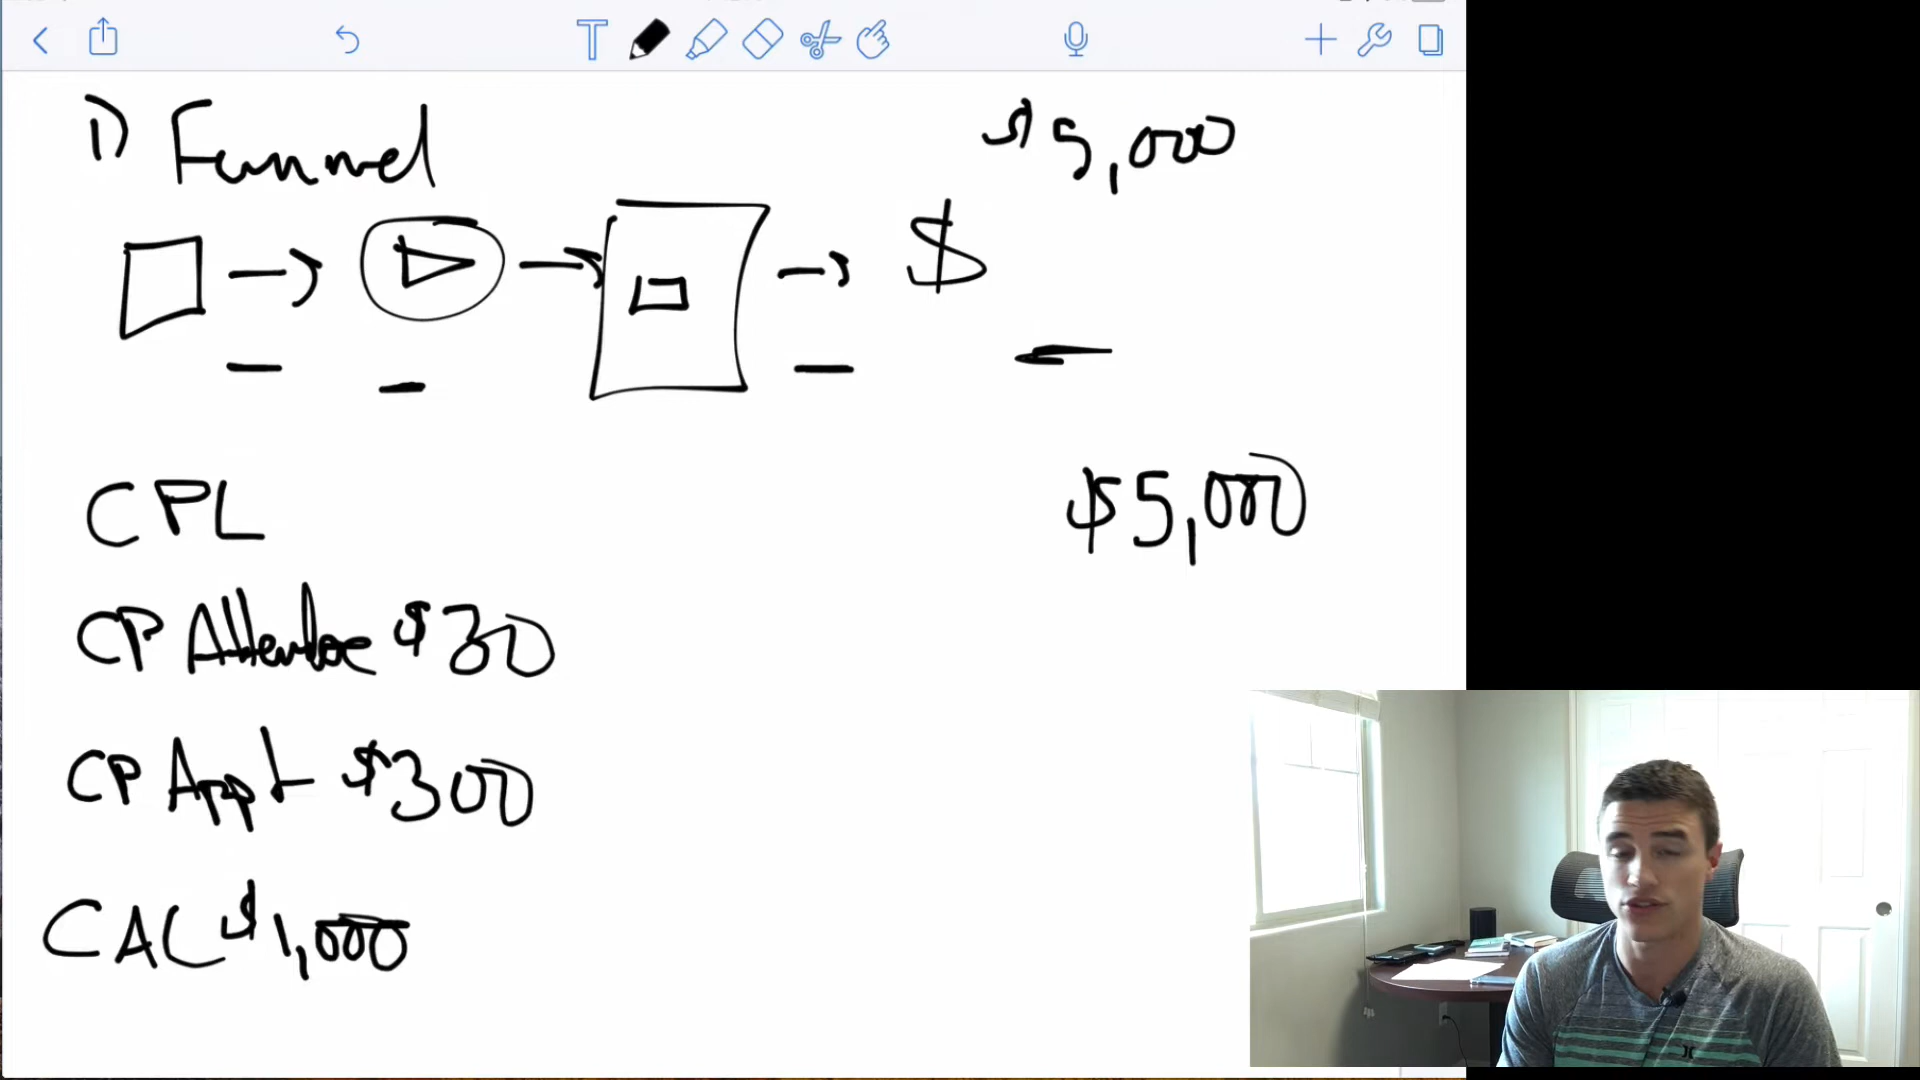 1) Funnel
$5,000
$
CPL
$5,000
CP Attendee $30
CP Appt $300
CAC $1,000